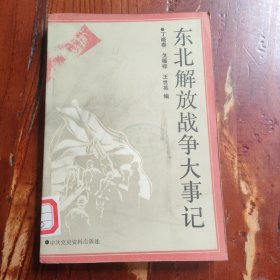 东北解放战争大事记
丁晓春 戈福禄 王世英 编
中共党史资料出版社